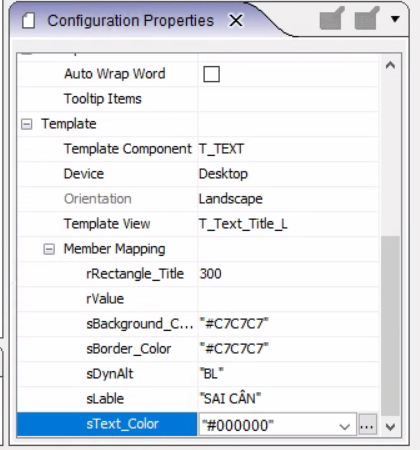 Configuration Properties
Auto Wrap Word
Tooltip Items
Template
Template Component T_TEXT
Device Desktop
Orientation Landscape
Template View T_Text_Title_L
Member Mapping
rRectangle_Title 300
rValue
sBackground_C... "#C7C7C7"
sBorder_Color "#C7C7C7"
sDynAlt "BL"
sLable "SAI CÂN"
sText_Color "#000000" ...